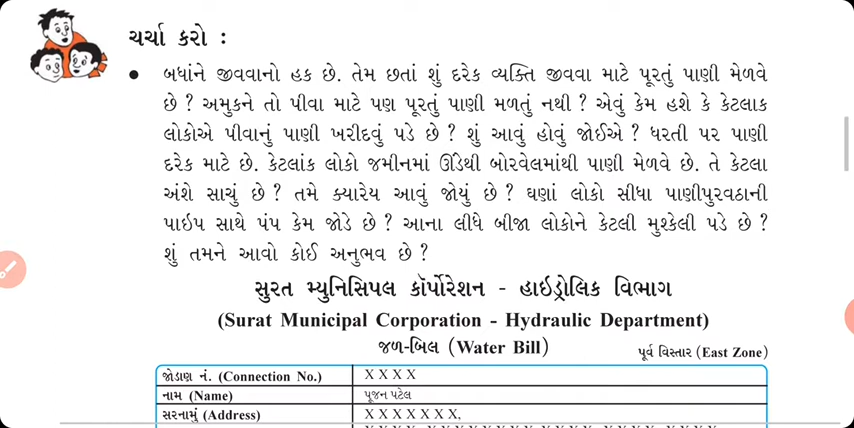 ચર્ચા કરો :
• બધાંને જીવવાનો હક છે. તેમ છતાં શું દરેક વ્યક્તિ જીવવા માટે પૂરતું પાણી મેળવે
છે ? અમુકને તો પીવા માટે પણ પૂરતું પાણી મળતું નથી ? એવું કેમ હશે કે કેટલાક
લોકોએ પીવાનું પાણી ખરીદવું પડે છે ? શું આવું હોવું જોઈએ ? ધરતી પર પાણી
દરેક માટે છે. કેટલાંક લોકો જમીનમાં ઊંડેથી બોરવેલમાંથી પાણી મેળવે છે. તે કેટલા
અંશે સાચું છે ? તમે ક્યારેય આવું જોયું છે ? ઘણાં લોકો સીધા પાણીપુરવઠાની
પાઇપ સાથે પંપ કેમ જોડે છે ? આના લીધે બીજા લોકોને કેટલી મુશ્કેલી પડે છે ?
શું તમને આવો કોઈ અનુભવ છે ?
સુરત મ્યુનિસિપલ કૉર્પોરેશન - હાઇડ્રોલિક વિભાગ
(Surat Municipal Corporation - Hydraulic Department)
જળ-બિલ (Water Bill)
પૂર્વ વિસ્તાર (East Zone)
જોડાણ નં. (Connection No.) X X X X
નામ (Name) પૂજન પટેલ
સરનામું (Address) X X X X X X X,